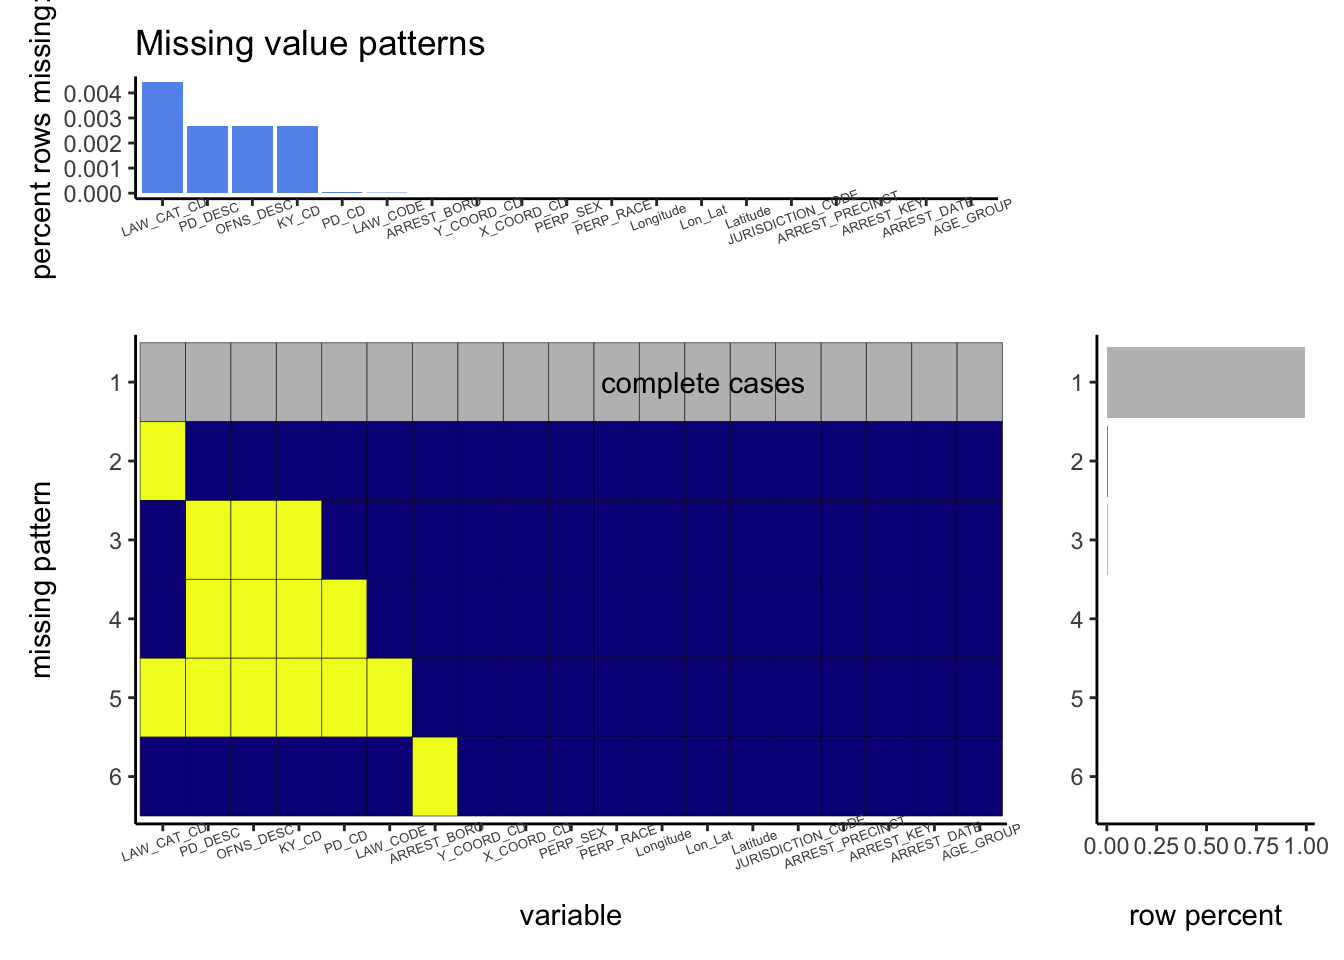 Missing value patterns
percent rows missing:
0.004
0.003
0.002
0.001
0.000
LAW_CAT_CD
PD_DESC
OFNS_DESC
KY_CD
PD_CD
LAW_CODE
ARREST_BORO
Y_COORD_CD
X_COORD_CD
PERP_SEX
PERP_RACE
Longitude
Lon_Lat
Latitude
JURISDICTION_CODE
ARREST_PRECINCT
ARREST_KEY
ARREST_DATE
AGE_GROUP
missing pattern
1
2
3
4
5
6
complete cases
LAW_CAT_CD
PD_DESC
OFNS_DESC
KY_CD
PD_CD
LAW_CODE
ARREST_BORO
Y_COORD_CD
X_COORD_CD
PERP_SEX
PERP_RACE
Longitude
Lon_Lat
Latitude
JURISDICTION_CODE
ARREST_PRECINCT
ARREST_KEY
ARREST_DATE
AGE_GROUP
variable
1
2
3
4
5
6
0.00 0.25 0.50 0.75 1.00
row percent